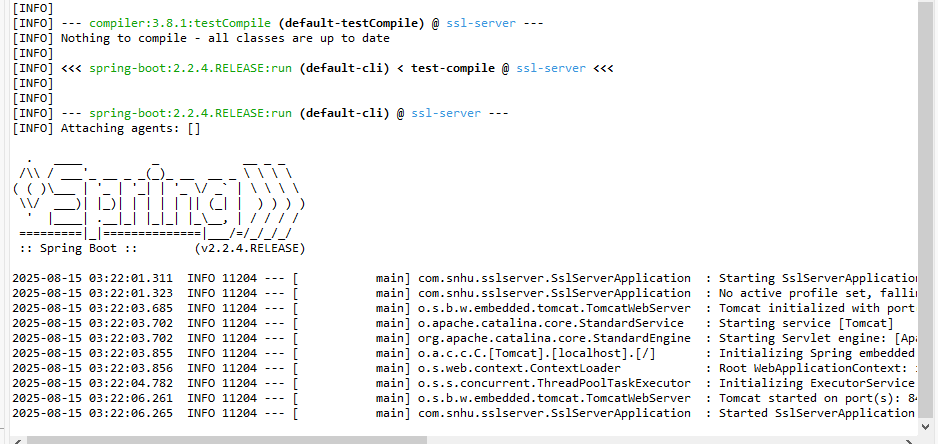 [INFO]
[INFO] --- compiler:3.8.1:testCompile (default-testCompile) @ ssl-server ---
[INFO] Nothing to compile - all classes are up to date
[INFO]
[INFO] <<< spring-boot:2.2.4.RELEASE:run (default-cli) < test-compile @ ssl-server <<<
[INFO]
[INFO]
[INFO] --- spring-boot:2.2.4.RELEASE:run (default-cli) @ ssl-server ---
[INFO] Attaching agents: []
  .   ____          _            __ _ _
 /\\ / ___'_ __ _ _(_)_ __  __ _ \ \ \ \
( ( )\___ | '_ | '_| | '_ \/ _` | \ \ \ \
 \\/  ___)| |_)| | | | | || (_| |  ) ) ) )
  '  |____| .__|_| |_|_| |_\__, | / / / /
 =========|_|==============|___/=/_/_/_/
 :: Spring Boot ::        (v2.2.4.RELEASE)
2025-08-15 03:22:01.311  INFO 11204 --- [           main] com.snhu.sslserver.SslServerApplication  : Starting SslServerApplication
2025-08-15 03:22:01.323  INFO 11204 --- [           main] com.snhu.sslserver.SslServerApplication  : No active profile set, falli
2025-08-15 03:22:03.685  INFO 11204 --- [           main] o.s.b.w.embedded.tomcat.TomcatWebServer  : Tomcat initialized with port
2025-08-15 03:22:03.702  INFO 11204 --- [           main] o.apache.catalina.core.StandardService   : Starting service [Tomcat]
2025-08-15 03:22:03.702  INFO 11204 --- [           main] org.apache.catalina.core.StandardEngine  : Starting Servlet engine: [Apa
2025-08-15 03:22:03.855  INFO 11204 --- [           main] o.a.c.c.C.[Tomcat].[localhost].[/]       : Initializing Spring embedded
2025-08-15 03:22:03.856  INFO 11204 --- [           main] o.s.web.context.ContextLoader            : Root WebApplicationContext:
2025-08-15 03:22:04.782  INFO 11204 --- [           main] o.s.s.concurrent.ThreadPoolTaskExecutor  : Initializing ExecutorService
2025-08-15 03:22:06.261  INFO 11204 --- [           main] o.s.b.w.embedded.tomcat.TomcatWebServer  : Tomcat started on port(s): 84
2025-08-15 03:22:06.265  INFO 11204 --- [           main] com.snhu.sslserver.SslServerApplication  : Started SslServerApplication